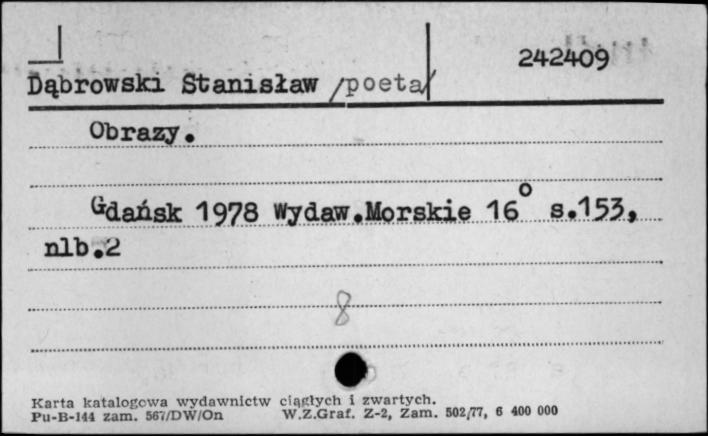 242409
Dąbrowski Stanisław /poeta/
Obrazy.
Gdańsk 1978 Wydaw.Morskie 16° s.153,
nlb.2
8
Karta katalogowa wydawnictw ciągłych i zwartych.
Pu-B-144 zam. 567/DW/On W.Z.Graf. Z-2, Zam. 502/77, 6 400 000